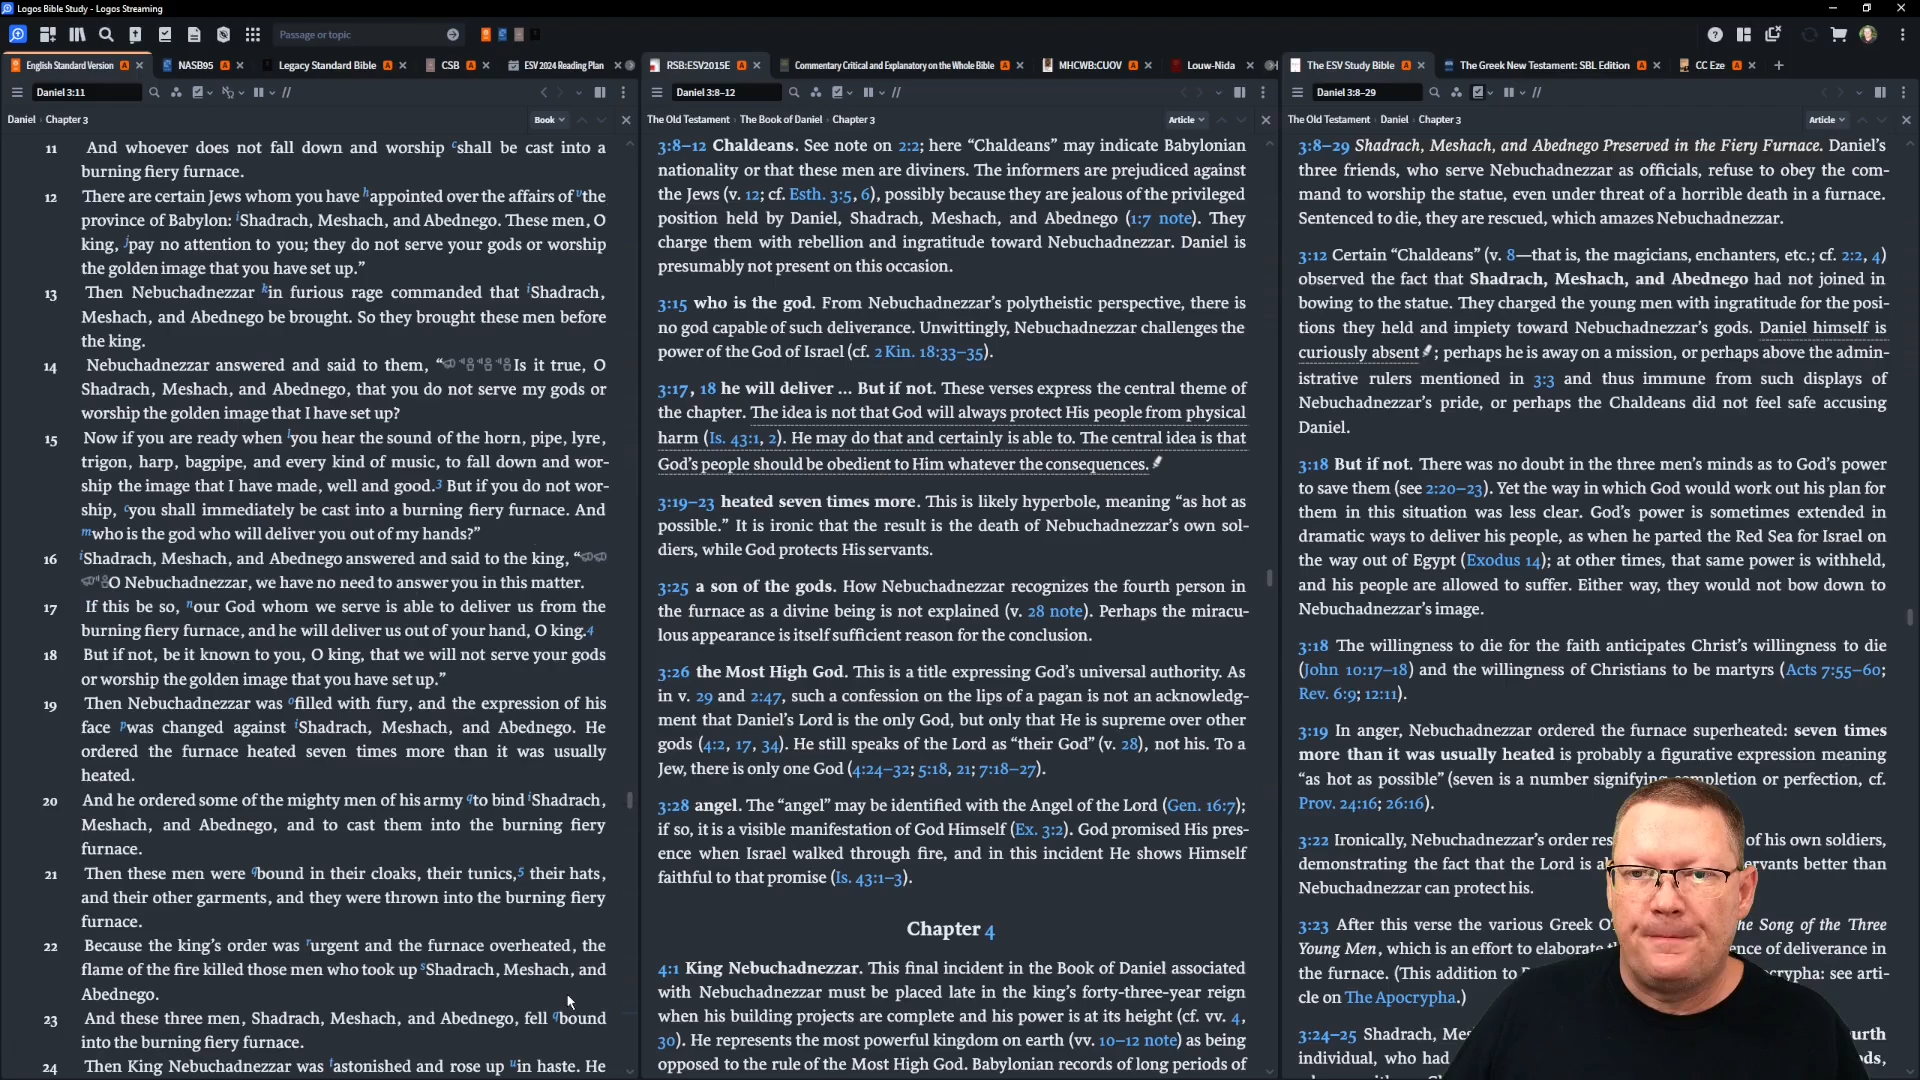 Logos Bible Study - Logos Streaming
Passage or topic
English Standard Version A
NASB95 A
Legacy Standard Bible A
CSB A
ESV 2024 Reading Plan
RSB:ESV2015E A
Commentary Critical and Explanatory on the Whole Bible A
MHCWB:CUOV A
Louw-Nida
The ESV Study Bible A
The Greek New Testament: SBL Edition A
CC Eze A
Daniel 3:11
Daniel 3:8–12
Daniel 3:8–29
Daniel Chapter 3
Book
The Old Testament The Book of Daniel Chapter 3
Article
The Old Testament Daniel Chapter 3
Article
11 And whoever does not fall down and worship cshall be cast into a
burning fiery furnace.
12 There are certain Jews whom you have happointed over the affairs of vthe
province of Babylon: iShadrach, Meshach, and Abednego. These men, O
king, jpay no attention to you; they do not serve your gods or worship
the golden image that you have set up.”
13 Then Nebuchadnezzar kin furious rage commanded that iShadrach,
Meshach, and Abednego be brought. So they brought these men before
the king.
14 Nebuchadnezzar answered and said to them, “Is it true, O
Shadrach, Meshach, and Abednego, that you do not serve my gods or
worship the golden image that I have set up?
15 Now if you are ready when lyou hear the sound of the horn, pipe, lyre,
trigon, harp, bagpipe, and every kind of music, to fall down and wor-
ship the image that I have made, well and good.3 But if you do not wor-
ship, cyou shall immediately be cast into a burning fiery furnace. And
mwho is the god who will deliver you out of my hands?”
16 iShadrach, Meshach, and Abednego answered and said to the king, “
O Nebuchadnezzar, we have no need to answer you in this matter.
17 If this be so, nour God whom we serve is able to deliver us from the
burning fiery furnace, and he will deliver us out of your hand, O king.4
18 But if not, be it known to you, O king, that we will not serve your gods
or worship the golden image that you have set up.”
19 Then Nebuchadnezzar was ofilled with fury, and the expression of his
face pwas changed against iShadrach, Meshach, and Abednego. He
ordered the furnace heated seven times more than it was usually
heated.
20 And he ordered some of the mighty men of his army qto bind iShadrach,
Meshach, and Abednego, and to cast them into the burning fiery
furnace.
21 Then these men were qbound in their cloaks, their tunics,5 their hats,
and their other garments, and they were thrown into the burning fiery
furnace.
22 Because the king’s order was rurgent and the furnace overheated, the
flame of the fire killed those men who took up sShadrach, Meshach, and
Abednego.
23 And these three men, Shadrach, Meshach, and Abednego, fell qbound
into the burning fiery furnace.
24 Then King Nebuchadnezzar was tastonished and rose up uin haste. He
3:8–12 Chaldeans. See note on 2:2; here “Chaldeans” may indicate Babylonian
nationality or that these men are diviners. The informers are prejudiced against
the Jews (v. 12; cf. Esth. 3:5, 6), possibly because they are jealous of the privileged
position held by Daniel, Shadrach, Meshach, and Abednego (1:7 note). They
charge them with rebellion and ingratitude toward Nebuchadnezzar. Daniel is
presumably not present on this occasion.
3:15 who is the god. From Nebuchadnezzar’s polytheistic perspective, there is
no god capable of such deliverance. Unwittingly, Nebuchadnezzar challenges the
power of the God of Israel (cf. 2 Kin. 18:33–35).
3:17, 18 he will deliver … But if not. These verses express the central theme of
the chapter. The idea is not that God will always protect His people from physical
harm (Is. 43:1, 2). He may do that and certainly is able to. The central idea is that
God’s people should be obedient to Him whatever the consequences.
3:19–23 heated seven times more. This is likely hyperbole, meaning “as hot as
possible.” It is ironic that the result is the death of Nebuchadnezzar’s own sol-
diers, while God protects His servants.
3:25 a son of the gods. How Nebuchadnezzar recognizes the fourth person in
the furnace as a divine being is not explained (v. 28 note). Perhaps the miracu-
lous appearance is itself sufficient reason for the conclusion.
3:26 the Most High God. This is a title expressing God’s universal authority. As
in v. 29 and 2:47, such a confession on the lips of a pagan is not an acknowledg-
ment that Daniel’s Lord is the only God, but only that He is supreme over other
gods (4:2, 17, 34). He still speaks of the Lord as “their God” (v. 28), not his. To a
Jew, there is only one God (4:24–32; 5:18, 21; 7:18–27).
3:28 angel. The “angel” may be identified with the Angel of the Lord (Gen. 16:7);
if so, it is a visible manifestation of God Himself (Ex. 3:2). God promised His pres-
ence when Israel walked through fire, and in this incident He shows Himself
faithful to that promise (Is. 43:1–3).
Chapter 4
4:1 King Nebuchadnezzar. This final incident in the Book of Daniel associated
with Nebuchadnezzar must be placed late in the king’s forty-three-year reign
when his building projects are complete and his power is at its height (cf. vv. 4,
30). He represents the most powerful kingdom on earth (vv. 10–12 note) as being
opposed to the rule of the Most High God. Babylonian records of long periods of
3:8–29 Shadrach, Meshach, and Abednego Preserved in the Fiery Furnace. Daniel’s
three friends, who serve Nebuchadnezzar as officials, refuse to obey the com-
mand to worship the statue, even under threat of a horrible death in a furnace.
Sentenced to die, they are rescued, which amazes Nebuchadnezzar.
3:12 Certain “Chaldeans” (v. 8—that is, the magicians, enchanters, etc.; cf. 2:2, 4)
observed the fact that Shadrach, Meshach, and Abednego had not joined in
bowing to the statue. They charged the young men with ingratitude for the posi-
tions they held and impiety toward Nebuchadnezzar’s gods. Daniel himself is
curiously absent; perhaps he is away on a mission, or perhaps above the admin-
istrative rulers mentioned in 3:3 and thus immune from such displays of
Nebuchadnezzar’s pride, or perhaps the Chaldeans did not feel safe accusing
Daniel.
3:18 But if not. There was no doubt in the three men’s minds as to God’s power
to save them (see 2:20–23). Yet the way in which God would work out his plan for
them in this situation was less clear. God’s power is sometimes extended in
dramatic ways to deliver his people, as when he parted the Red Sea for Israel on
the way out of Egypt (Exodus 14); at other times, that same power is withheld,
and his people are allowed to suffer. Either way, they would not bow down to
Nebuchadnezzar’s image.
3:18 The willingness to die for the faith anticipates Christ’s willingness to die
(John 10:17–18) and the willingness of Christians to be martyrs (Acts 7:55–60;
Rev. 6:9; 12:11).
3:19 In anger, Nebuchadnezzar ordered the furnace superheated: seven times
more than it was usually heated is probably a figurative expression meaning
“as hot as possible” (seven is a number signifying completion or perfection, cf.
Prov. 24:16; 26:16).
3:22 Ironically, Nebuchadnezzar’s order res of his own soldiers,
demonstrating the fact that the Lord is a servants better than
Nebuchadnezzar can protect his.
3:23 After this verse the various Greek O The Song of the Three
Young Men, which is an effort to elaborate ence of deliverance in
the furnace. (This addition to ocrypha: see arti-
cle on The Apocrypha.)
3:24–25 Shadrach, Mes ourth
individual, who had